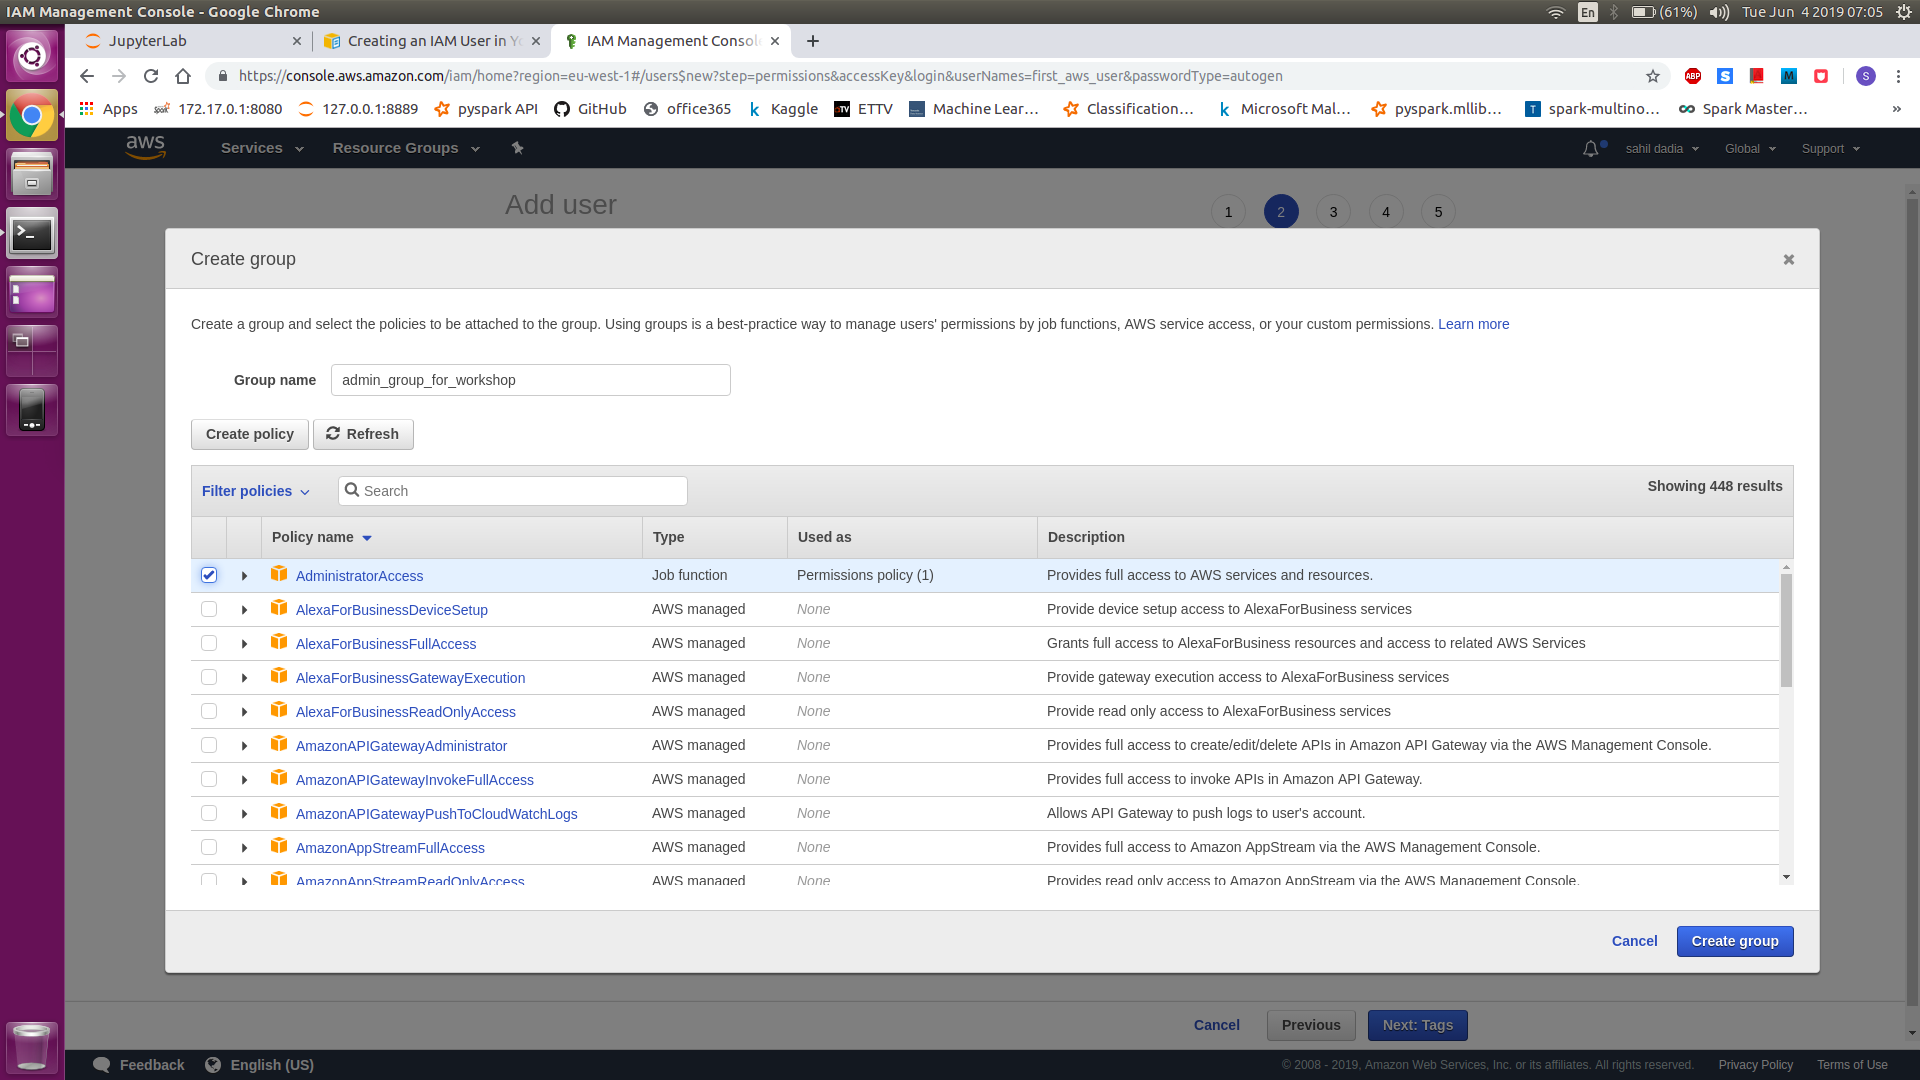 IAM Management Console - Google Chrome
En
(61%)
Tue Jun 4 2019 07:05
JupyterLab
Creating an IAM User in Yo
IAM Management Consol
https://console.aws.amazon.com/iam/home?region=eu-west-1#/users$new?step=permissions&accessKey&login&userNames=first_aws_user&passwordType=autogen
ABP
S
M
S
Apps
172.17.0.1:8080
127.0.0.1:8889
pyspark API
GitHub
office365
Kaggle
ETTV
Machine Lear…
Classification…
Microsoft Mal…
pyspark.mllib…
spark-multino…
Spark Master…
»
aws
Services
Resource Groups
sahil dadia
Global
Support
Add user
1
2
3
4
5
Create group
Create a group and select the policies to be attached to the group. Using groups is a best-practice way to manage users' permissions by job functions, AWS service access, or your custom permissions. Learn more
Group name
admin_group_for_workshop
Create policy
Refresh
Filter policies
Search
Showing 448 results
Policy name
Type
Used as
Description
AdministratorAccess
Job function
Permissions policy (1)
Provides full access to AWS services and resources.
AlexaForBusinessDeviceSetup
AWS managed
None
Provide device setup access to AlexaForBusiness services
AlexaForBusinessFullAccess
AWS managed
None
Grants full access to AlexaForBusiness resources and access to related AWS Services
AlexaForBusinessGatewayExecution
AWS managed
None
Provide gateway execution access to AlexaForBusiness services
AlexaForBusinessReadOnlyAccess
AWS managed
None
Provide read only access to AlexaForBusiness services
AmazonAPIGatewayAdministrator
AWS managed
None
Provides full access to create/edit/delete APIs in Amazon API Gateway via the AWS Management Console.
AmazonAPIGatewayInvokeFullAccess
AWS managed
None
Provides full access to invoke APIs in Amazon API Gateway.
AmazonAPIGatewayPushToCloudWatchLogs
AWS managed
None
Allows API Gateway to push logs to user's account.
AmazonAppStreamFullAccess
AWS managed
None
Provides full access to Amazon AppStream via the AWS Management Console.
AmazonAppStreamReadOnlyAccess
AWS managed
None
Provides read only access to Amazon AppStream via the AWS Management Console.
Cancel
Create group
Cancel
Previous
Next: Tags
Feedback
English (US)
© 2008 - 2019, Amazon Web Services, Inc. or its affiliates. All rights reserved.
Privacy Policy
Terms of Use